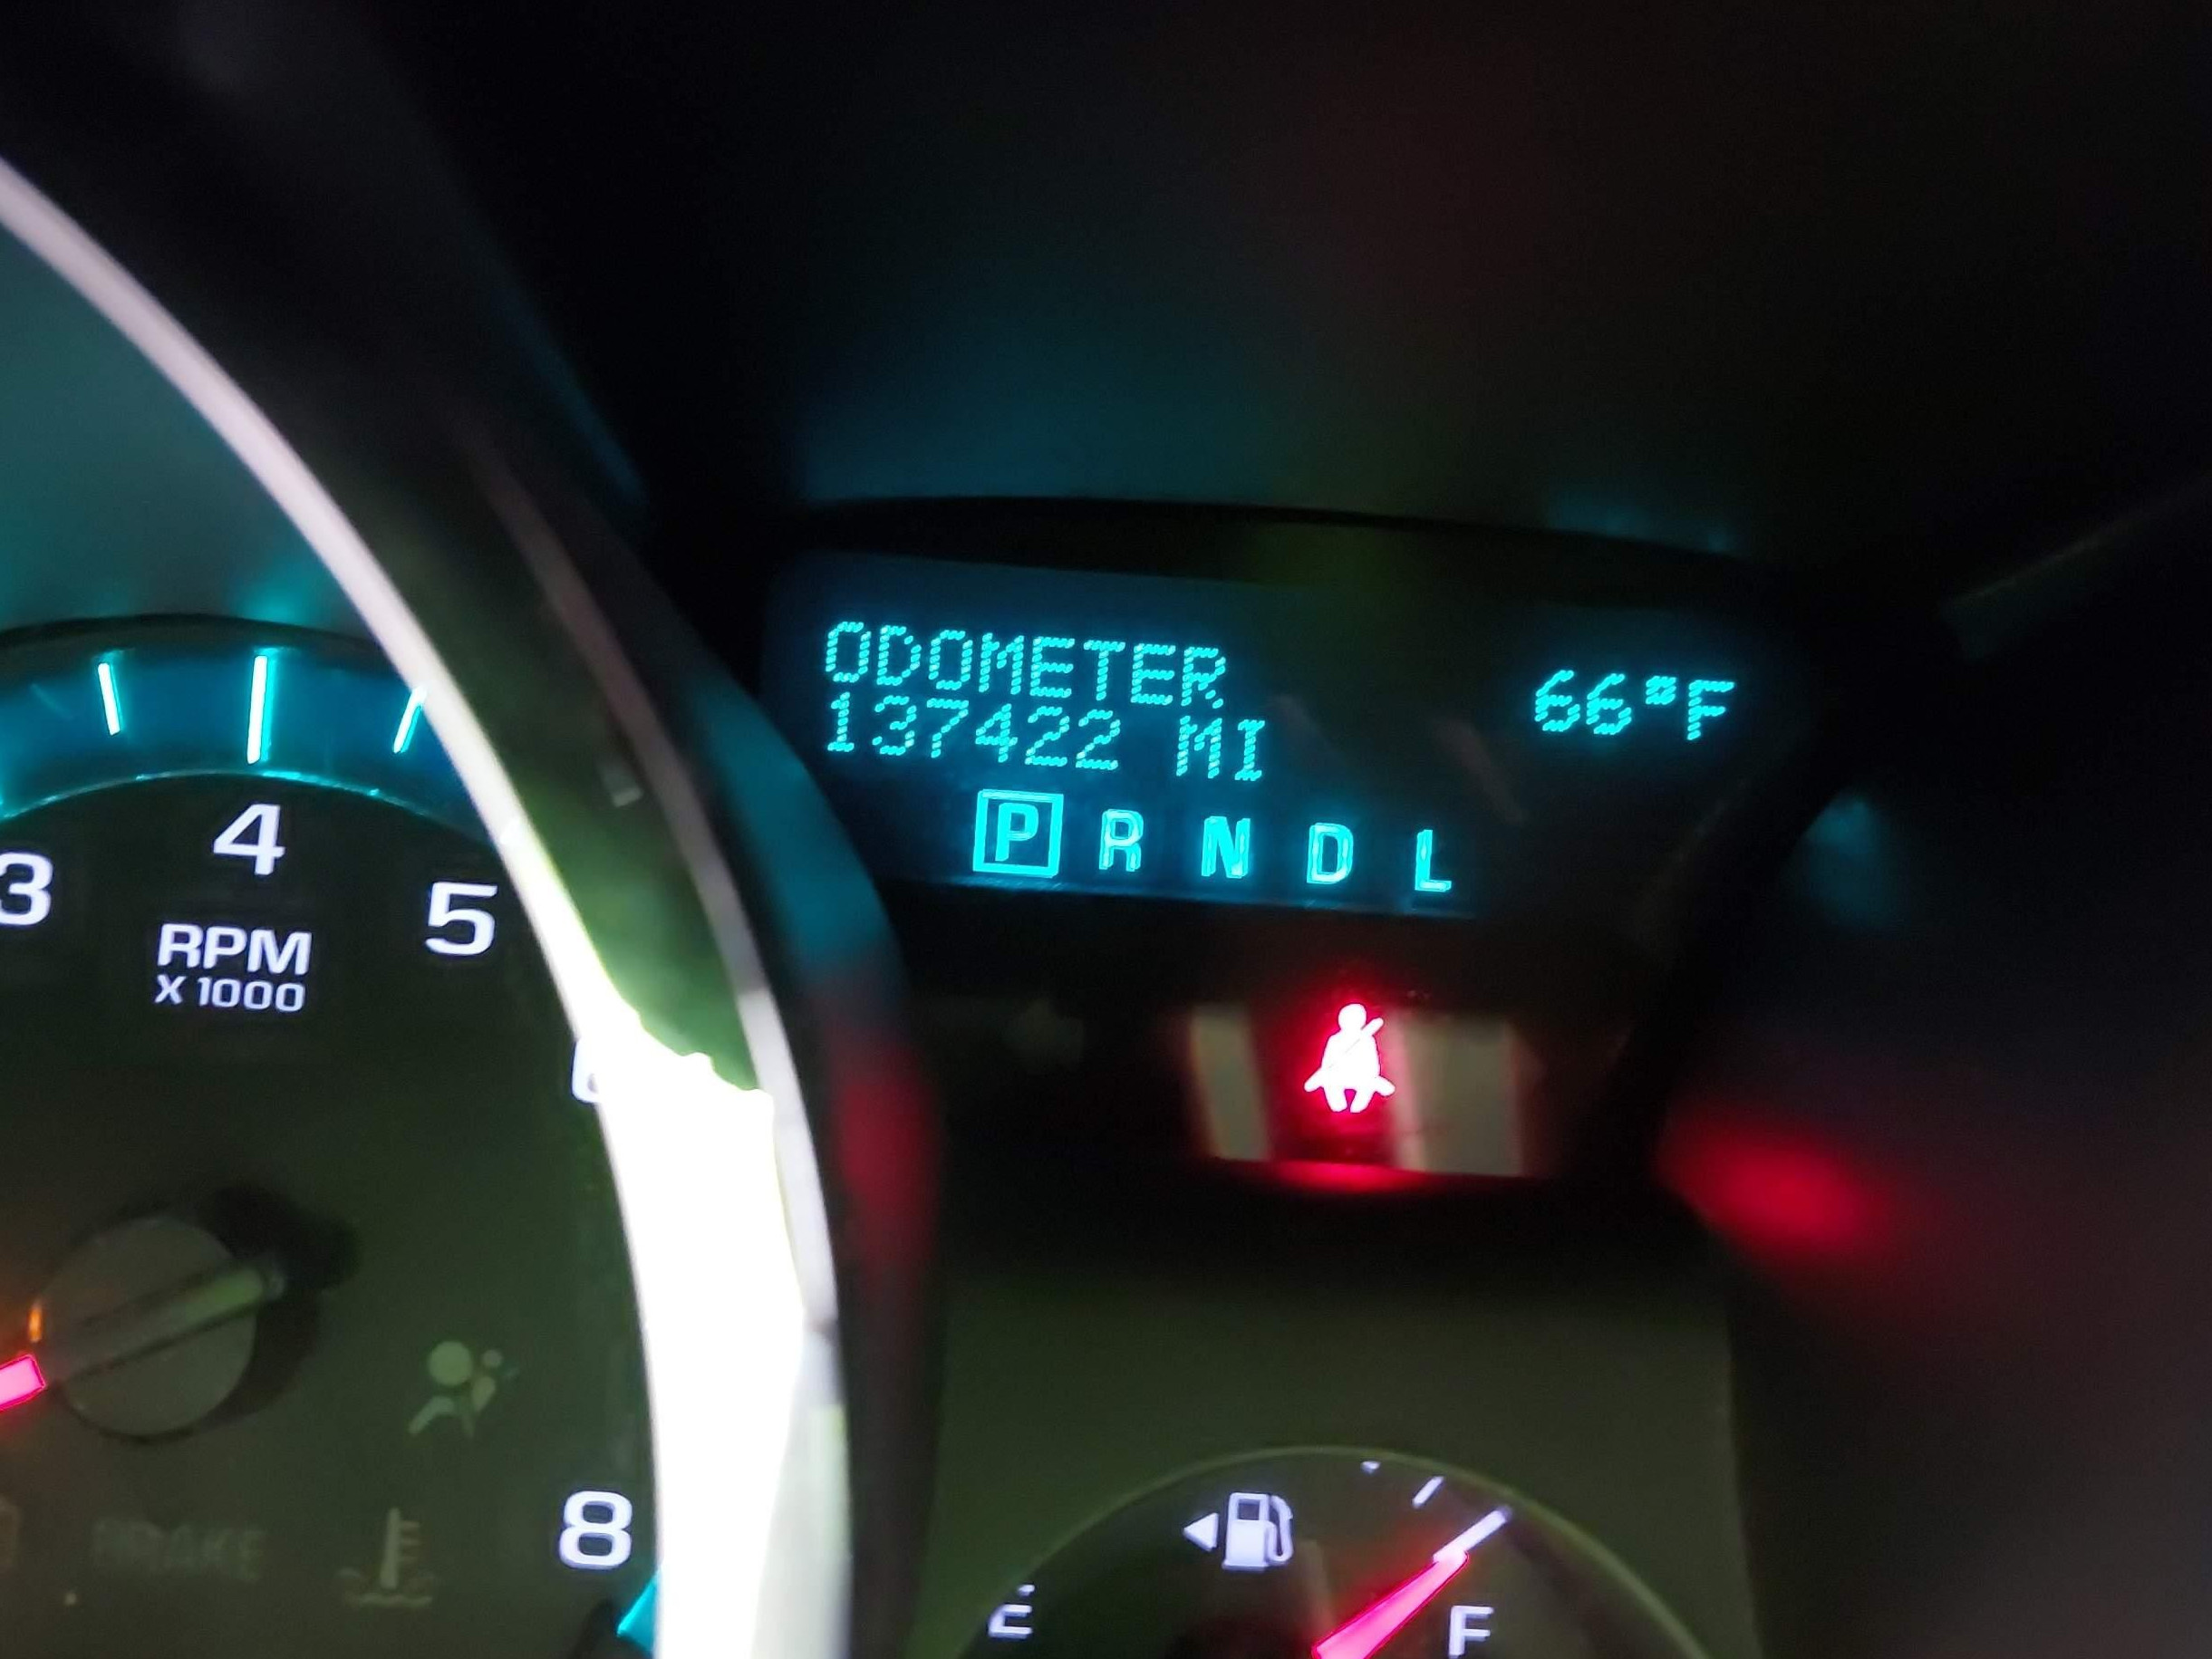 ODOMETER
137422 MI
66°F
P R N D L
3
4
5
RPM
X 1000
8
BRAKE
E
F